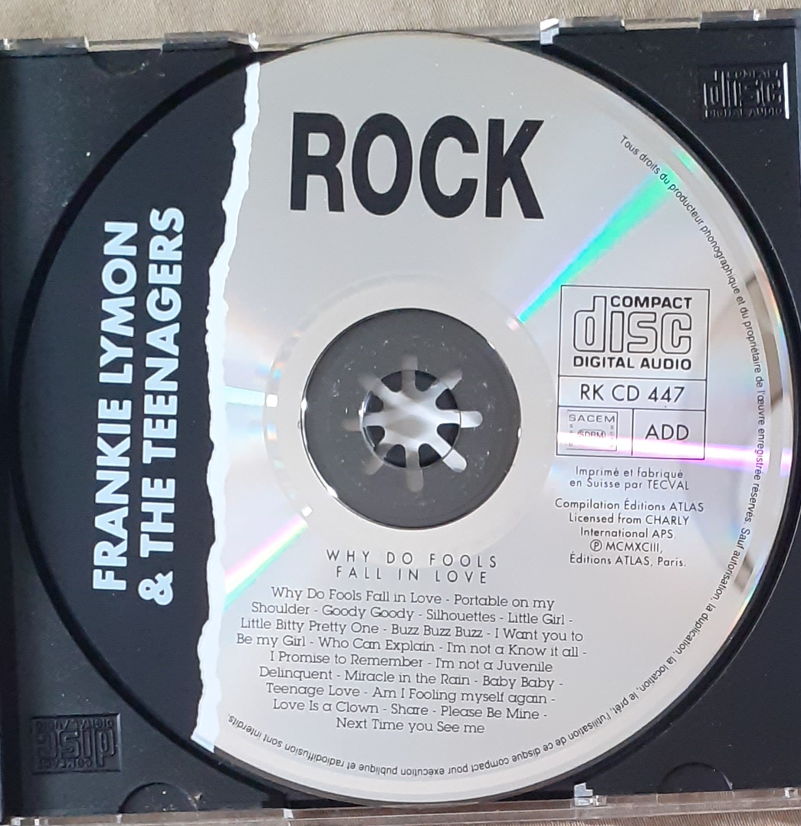 ROCK
FRANKIE LYMON
& THE TEENAGERS
COMPACT
disc
DIGITAL AUDIO
RK CD 447
SACEM
SDRM
ADD
Imprimé et fabriqué
en Suisse par TECVAL
Compilation Éditions ATLAS
Licensed from CHARLY
International APS
Ⓟ MCMXCIII,
Éditions ATLAS, Paris.
WHY DO FOOLS
FALL IN LOVE
Why Do Fools Fall in Love - Portable on my
Shoulder - Goody Goody - Silhouettes - Little Girl -
Little Bitty Pretty One - Buzz Buzz Buzz - I Want you to
Be my Girl - Who Can Explain - I'm not a Know it all -
I Promise to Remember - I'm not a Juvenile
Delinquent - Miracle in the Rain - Baby Baby -
Teenage Love - Am I Fooling myself again -
Love Is a Clown - Share - Please Be Mine -
Next Time you See me
Tous droits du producteur phonographique et du propriétaire de l'œuvre enregistrée réservés. Sauf autorisation, la duplication, la location, le prêt, l'utilisation de ce disque compact pour exécution publique et radiodiffusion sont interdits
COMPACT
disc
DIGITAL AUDIO
COMPACT
disc
DIGITAL AUDIO